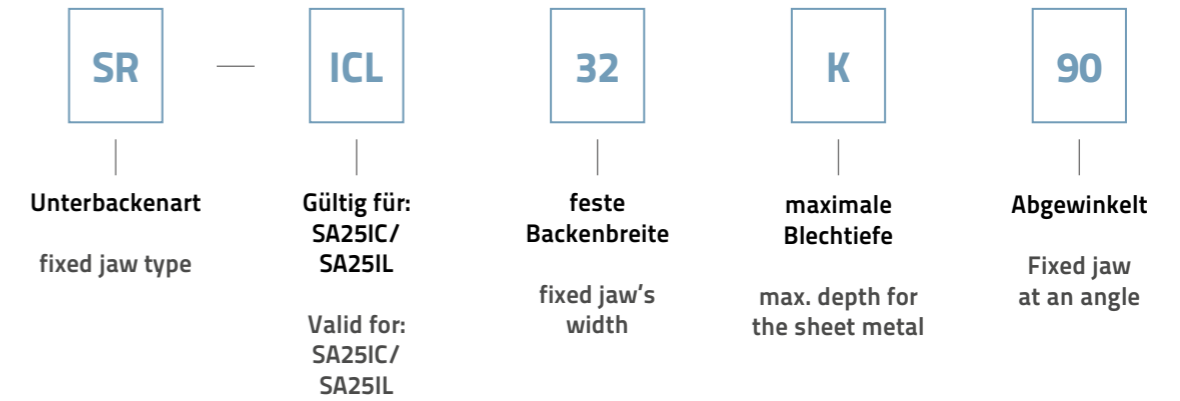 SR — ICL 32 K 90
Unterbackenart
fixed jaw type
Gültig für:
SA25IC/
SA25IL
Valid for:
SA25IC/
SA25IL
feste
Backenbreite
fixed jaw's
width
maximale
Blechtiefe
max. depth for
the sheet metal
Abgewinkelt
Fixed jaw
at an angle